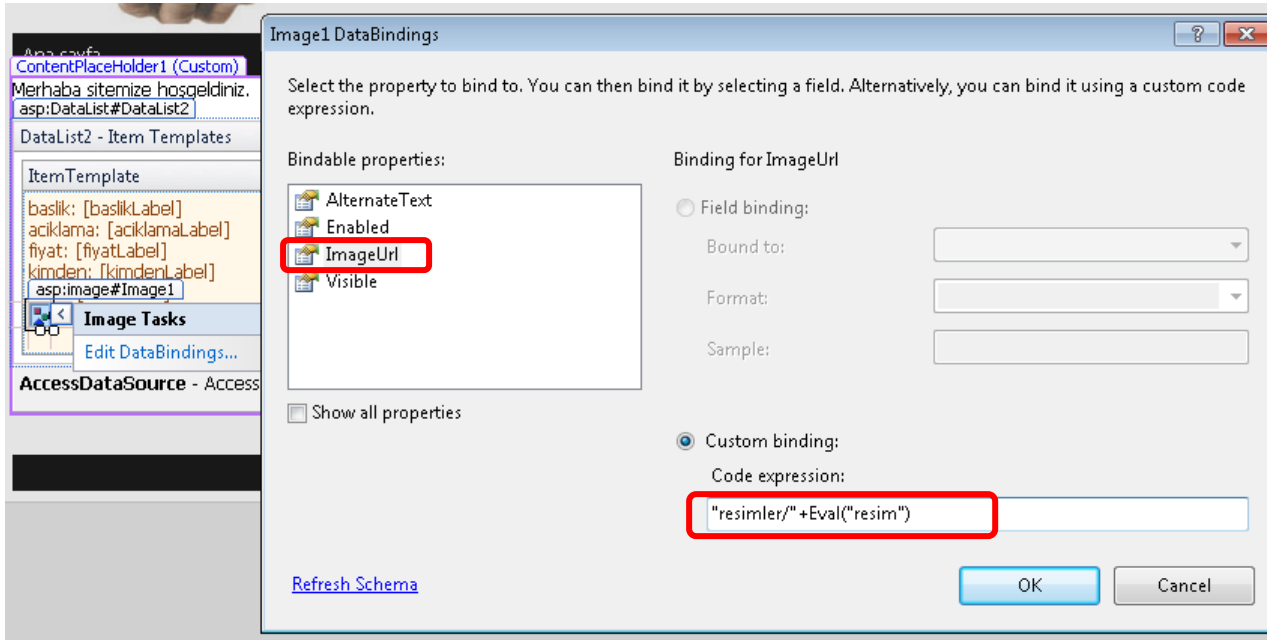 Ana sayfa
ContentPlaceHolder1 (Custom)
Merhaba sitemize hoşgeldiniz.
asp:DataList#DataList2
DataList2 - Item Templates
ItemTemplate
baslik: [baslikLabel]
aciklama: [aciklamaLabel]
fiyat: [fiyatLabel]
kimden: [kimdenLabel]
asp:image#Image1
Image Tasks
Edit DataBindings...
AccessDataSource - Access
Image1 DataBindings
Select the property to bind to. You can then bind it by selecting a field. Alternatively, you can bind it using a custom code
expression.
Bindable properties:
AlternateText
Enabled
ImageUrl
Visible
Show all properties
Binding for ImageUrl
Field binding:
Bound to:
Format:
Sample:
Custom binding:
Code expression:
"resimler/"+Eval("resim")
Refresh Schema
OK
Cancel